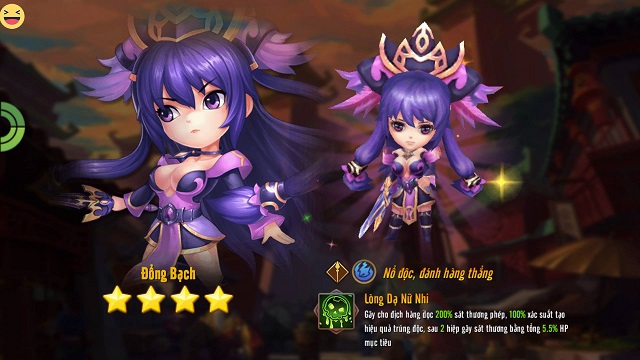 Đổng Bạch
Nổ độc, đánh hàng thẳng
Lông Dạ Nữ Nhi
Gây cho địch hàng dọc 200% sát thương phép, 100% xác suất tạo
hiệu quả trúng độc, sau 2 hiệp gây sát thương bằng tổng 5.5% HP
mục tiêu